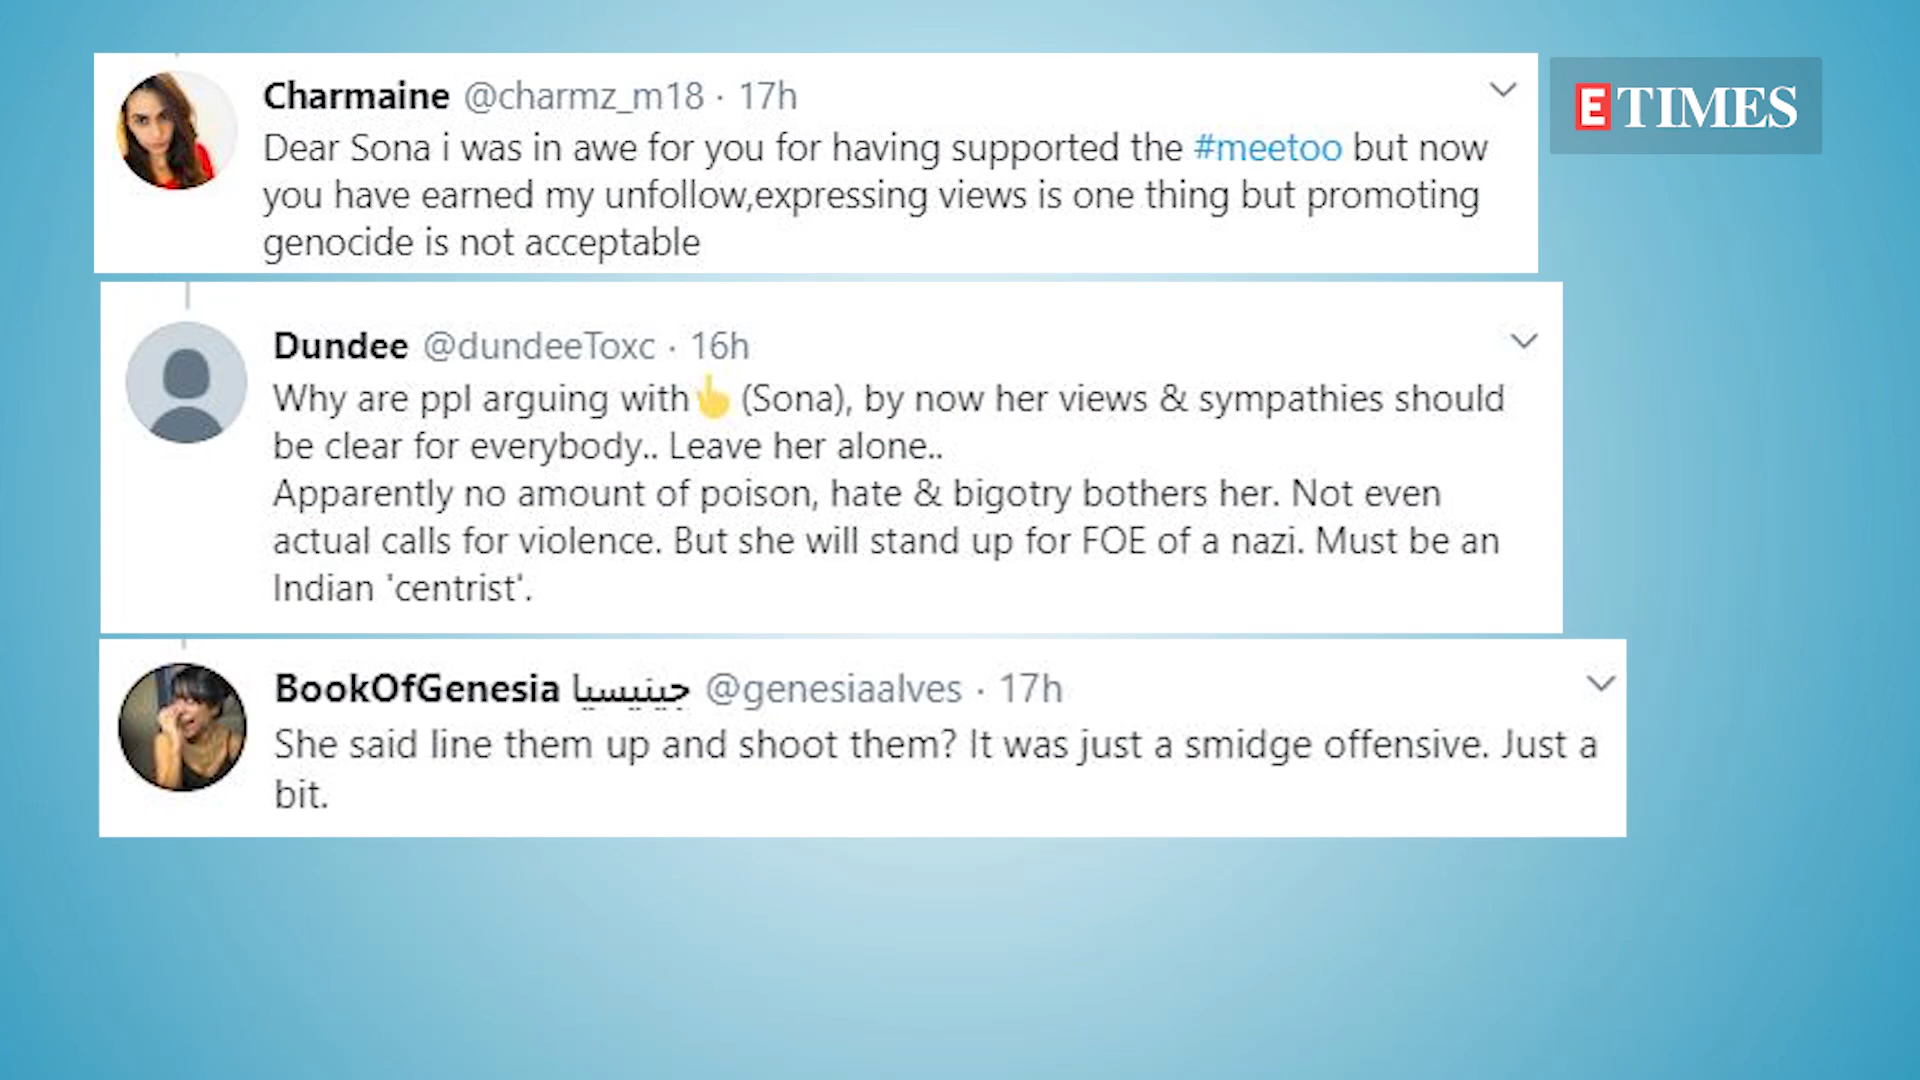 Charmaine @charmz_m18 · 17h
Dear Sona i was in awe for you for having supported the #meetoo but now
you have earned my unfollow,expressing views is one thing but promoting
genocide is not acceptable
ETIMES
Dundee @dundeeToxc · 16h
Why are ppl arguing with👆 (Sona), by now her views & sympathies should
be clear for everybody.. Leave her alone..
Apparently no amount of poison, hate & bigotry bothers her. Not even
actual calls for violence. But she will stand up for FOE of a nazi. Must be an
Indian 'centrist'.
BookOfGenesia جينيسيا @genesiaalves · 17h
She said line them up and shoot them? It was just a smidge offensive. Just a
bit.